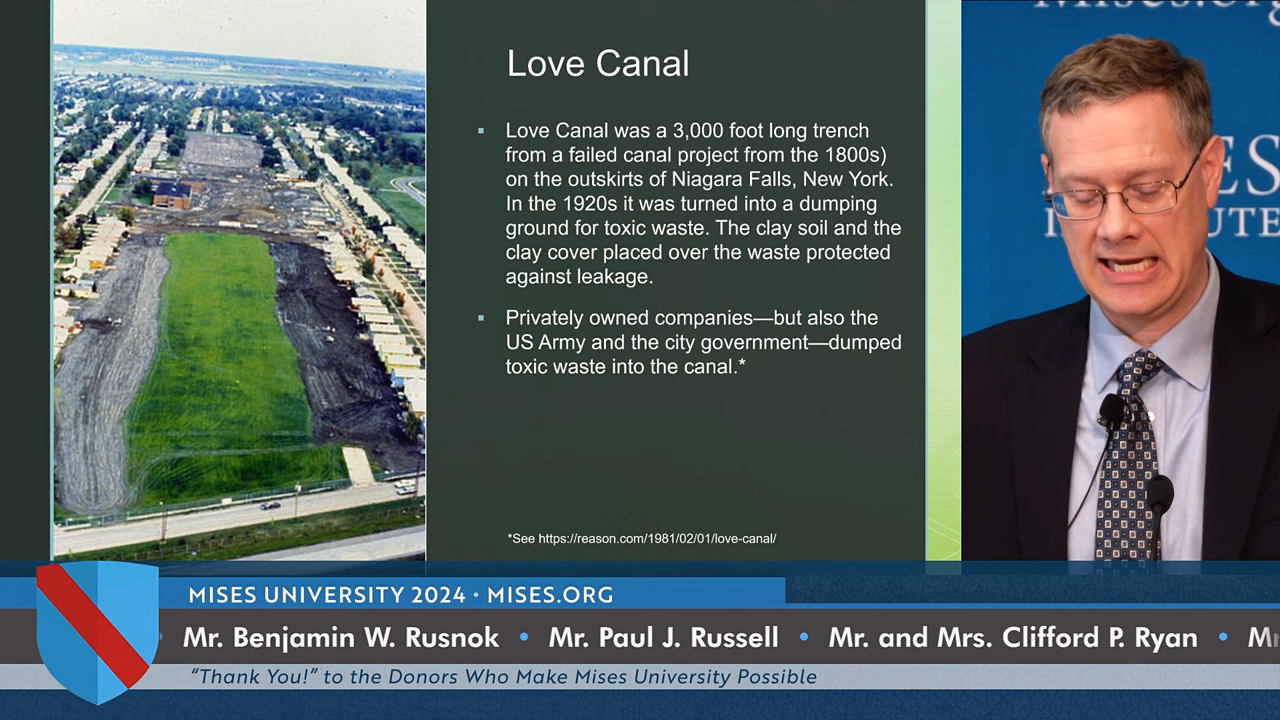 Love Canal
▪ Love Canal was a 3,000 foot long trench
from a failed canal project from the 1800s)
on the outskirts of Niagara Falls, New York.
In the 1920s it was turned into a dumping
ground for toxic waste. The clay soil and the
clay cover placed over the waste protected
against leakage.
▪ Privately owned companies—but also the
US Army and the city government—dumped
toxic waste into the canal.*
*See https://reason.com/1981/02/01/love-canal/
Mises.org
MISES UNIVERSITY 2024 • MISES.ORG
Mr. Benjamin W. Rusnok • Mr. Paul J. Russell • Mr. and Mrs. Clifford P. Ryan •
“Thank You!” to the Donors Who Make Mises University Possible